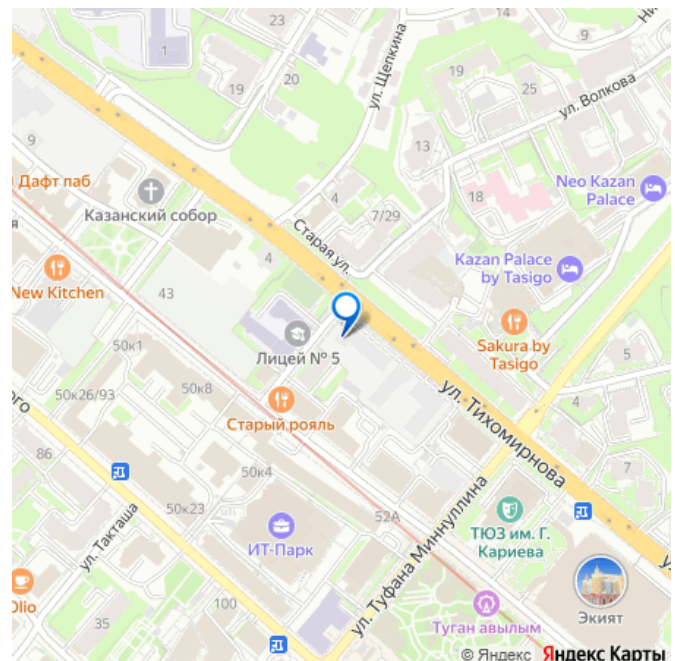 23
1
19
20
ул. Щепкина
19
25
ул. Волкова
9
13
Дафт паб
Казанский собор
4
7/29
18
Neo Kazan
Palace
Старая ул.
я
4
Kazan Palace
by Tasigo
New Kitchen
43
Лицей № 5
Sakura by
Tasigo
5
50к1
50к26/93
50к8
Старый рояль
ул. Тихомирнова
4
ого
86
50к4
7
50к23
52А
ул. Такташа
ИТ-Парк
ТЮЗ им. Г.
Кариева
ул. Туфана Миннуллина
Olio
100
Туган авылым
Экият
© Яндекс Яндекс Карты